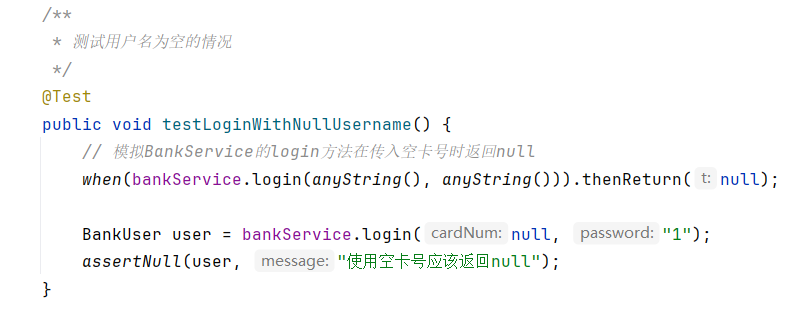 /**
 * 测试用户名为空的情况
 */
@Test
public void testLoginWithNullUsername() {
    // 模拟BankService的login方法在传入空卡号时返回null
    when(bankService.login(anyString(), anyString())).thenReturn( t: null);

    BankUser user = bankService.login( cardNum: null, password: "1");
    assertNull(user, message: "使用空卡号应该返回null");
}